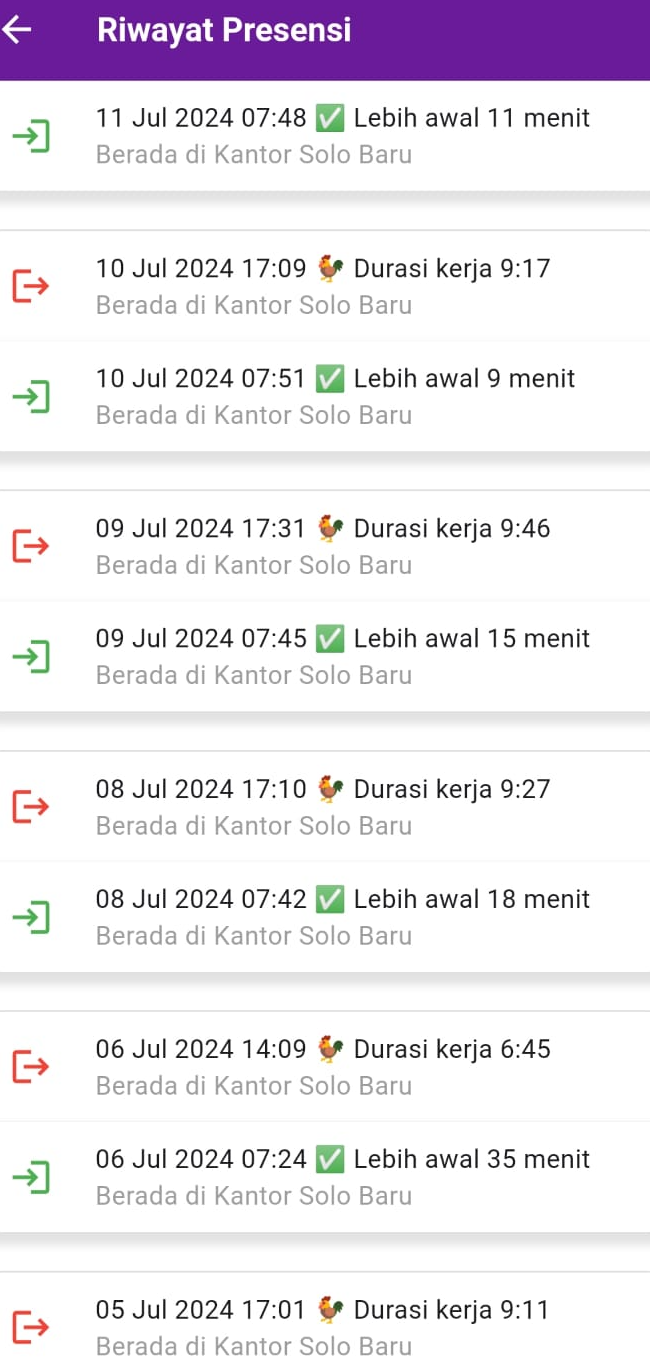 Riwayat Presensi
11 Jul 2024 07:48 ✅ Lebih awal 11 menit
Berada di Kantor Solo Baru
10 Jul 2024 17:09 🐓 Durasi kerja 9:17
Berada di Kantor Solo Baru
10 Jul 2024 07:51 ✅ Lebih awal 9 menit
Berada di Kantor Solo Baru
09 Jul 2024 17:31 🐓 Durasi kerja 9:46
Berada di Kantor Solo Baru
09 Jul 2024 07:45 ✅ Lebih awal 15 menit
Berada di Kantor Solo Baru
08 Jul 2024 17:10 🐓 Durasi kerja 9:27
Berada di Kantor Solo Baru
08 Jul 2024 07:42 ✅ Lebih awal 18 menit
Berada di Kantor Solo Baru
06 Jul 2024 14:09 🐓 Durasi kerja 6:45
Berada di Kantor Solo Baru
06 Jul 2024 07:24 ✅ Lebih awal 35 menit
Berada di Kantor Solo Baru
05 Jul 2024 17:01 🐓 Durasi kerja 9:11
Berada di Kantor Solo Baru